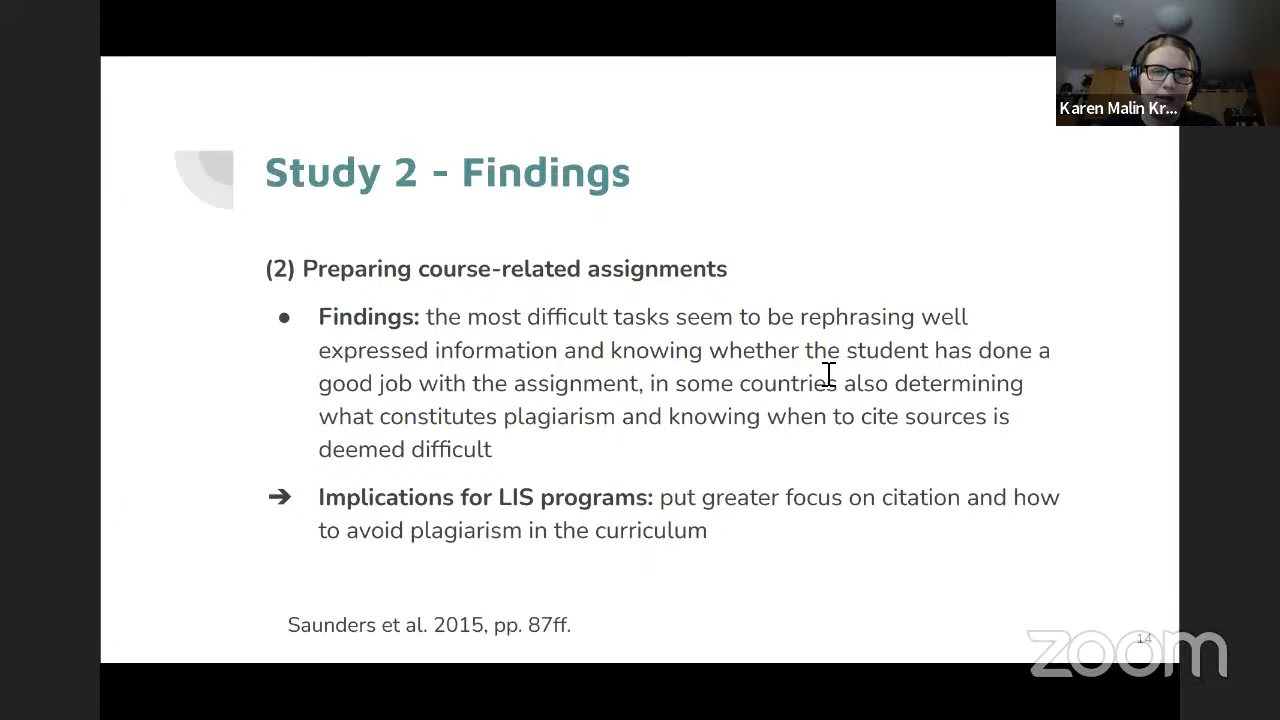 Karen Malin Kr...
Study 2 - Findings
(2) Preparing course-related assignments
● Findings: the most difficult tasks seem to be rephrasing well
expressed information and knowing whether the student has done a
good job with the assignment, in some countries also determining
what constitutes plagiarism and knowing when to cite sources is
deemed difficult
➔ Implications for LIS programs: put greater focus on citation and how
to avoid plagiarism in the curriculum
Saunders et al. 2015, pp. 87ff.
14
zoom